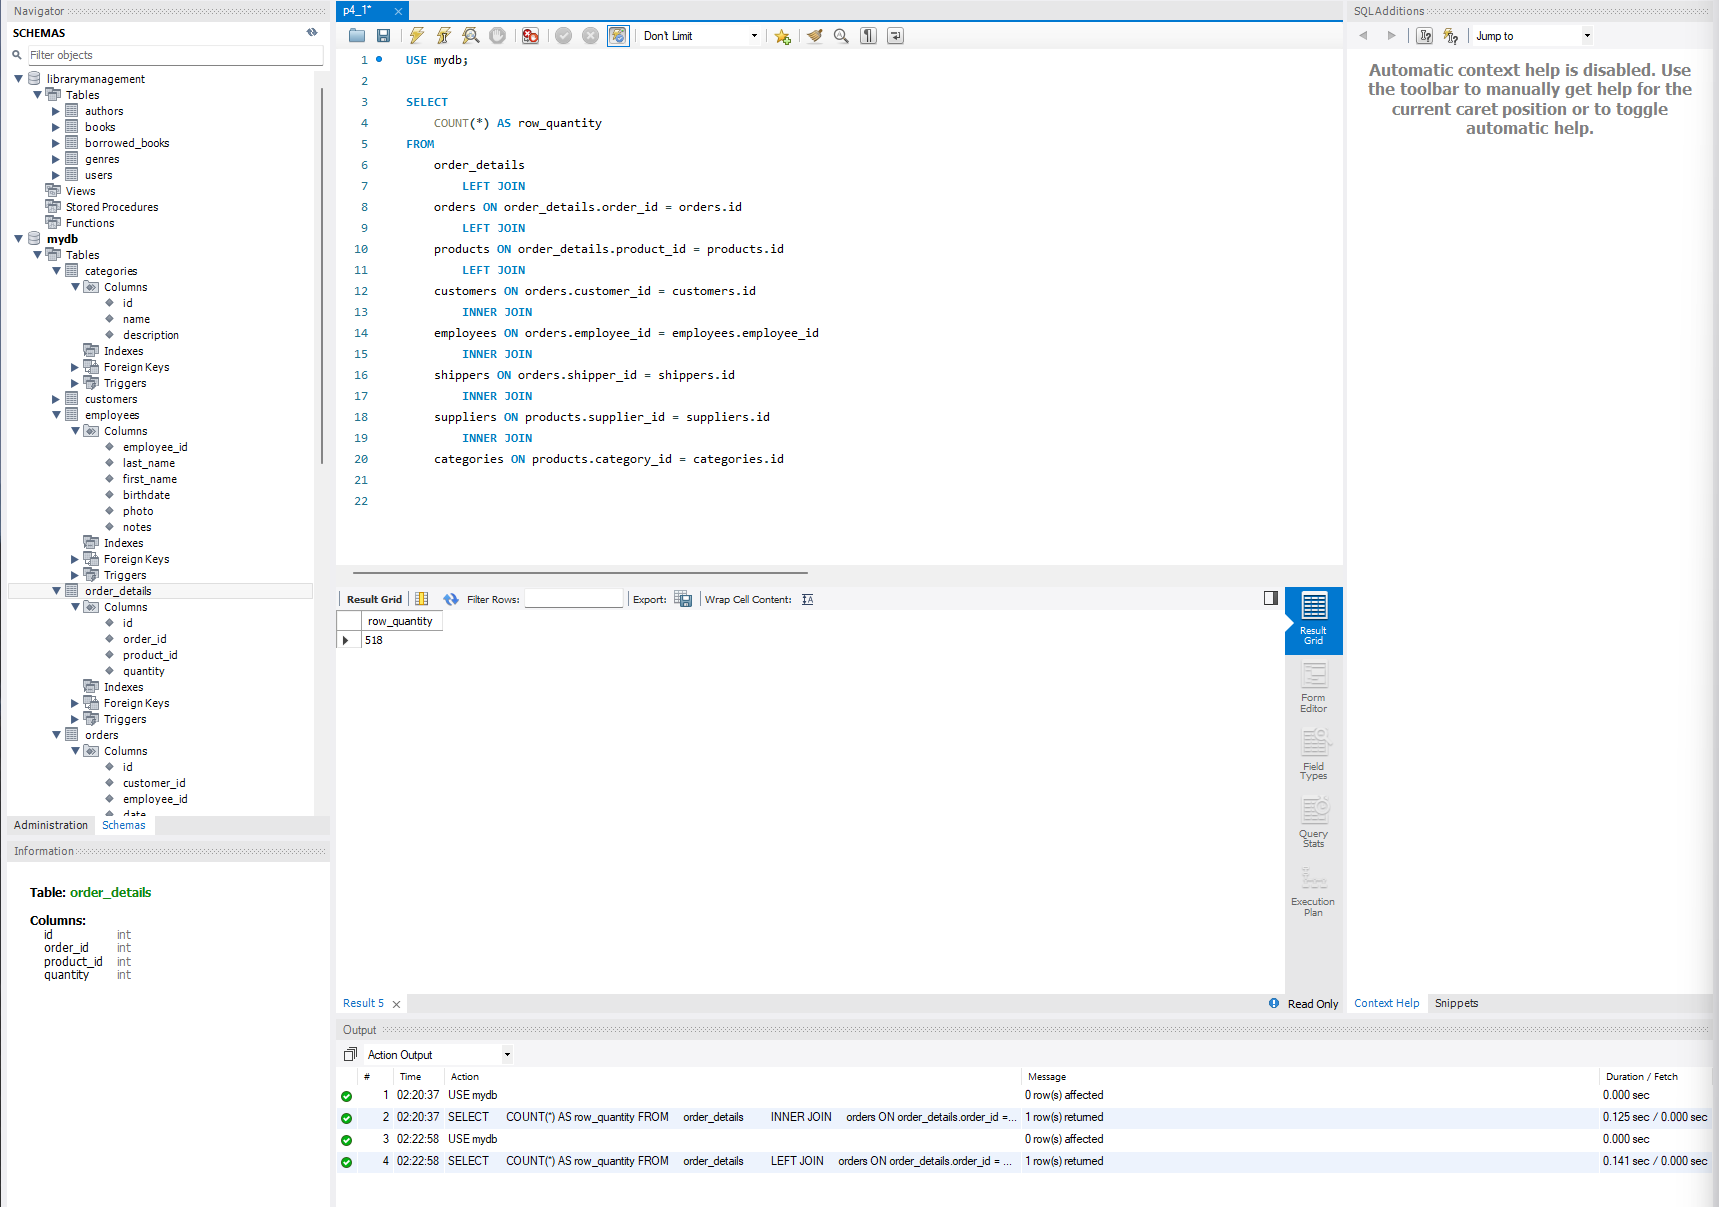 Navigator
SCHEMAS
Filter objects
librarymanagement
Tables
authors
books
borrowed_books
genres
users
Views
Stored Procedures
Functions
mydb
Tables
categories
Columns
id
name
description
Indexes
Foreign Keys
Triggers
customers
employees
Columns
employee_id
last_name
first_name
birthdate
photo
notes
Indexes
Foreign Keys
Triggers
order_details
Columns
id
order_id
product_id
quantity
Indexes
Foreign Keys
Triggers
orders
Columns
id
customer_id
employee_id
date
Administration Schemas
Information
Table: order_details
Columns:
id int
order_id int
product_id int
quantity int
p4_1*
Don't Limit
1 USE mydb;
2
3 SELECT
4 COUNT(*) AS row_quantity
5 FROM
6 order_details
7 LEFT JOIN
8 orders ON order_details.order_id = orders.id
9 LEFT JOIN
10 products ON order_details.product_id = products.id
11 LEFT JOIN
12 customers ON orders.customer_id = customers.id
13 INNER JOIN
14 employees ON orders.employee_id = employees.employee_id
15 INNER JOIN
16 shippers ON orders.shipper_id = shippers.id
17 INNER JOIN
18 suppliers ON products.supplier_id = suppliers.id
19 INNER JOIN
20 categories ON products.category_id = categories.id
21
22
Result Grid Filter Rows: Export: Wrap Cell Content:
row_quantity
518
Result
Grid
Form
Editor
Field
Types
Query
Stats
Execution
Plan
Result 5
Read Only
SQLAdditions
Jump to
Automatic context help is disabled. Use
the toolbar to manually get help for the
current caret position or to toggle
automatic help.
Context Help Snippets
Output
Action Output
# Time Action Message Duration / Fetch
1 02:20:37 USE mydb 0 row(s) affected 0.000 sec
2 02:20:37 SELECT COUNT(*) AS row_quantity FROM order_details INNER JOIN orders ON order_details.order_id =... 1 row(s) returned 0.125 sec / 0.000 sec
3 02:22:58 USE mydb 0 row(s) affected 0.000 sec
4 02:22:58 SELECT COUNT(*) AS row_quantity FROM order_details LEFT JOIN orders ON order_details.order_id = ... 1 row(s) returned 0.141 sec / 0.000 sec